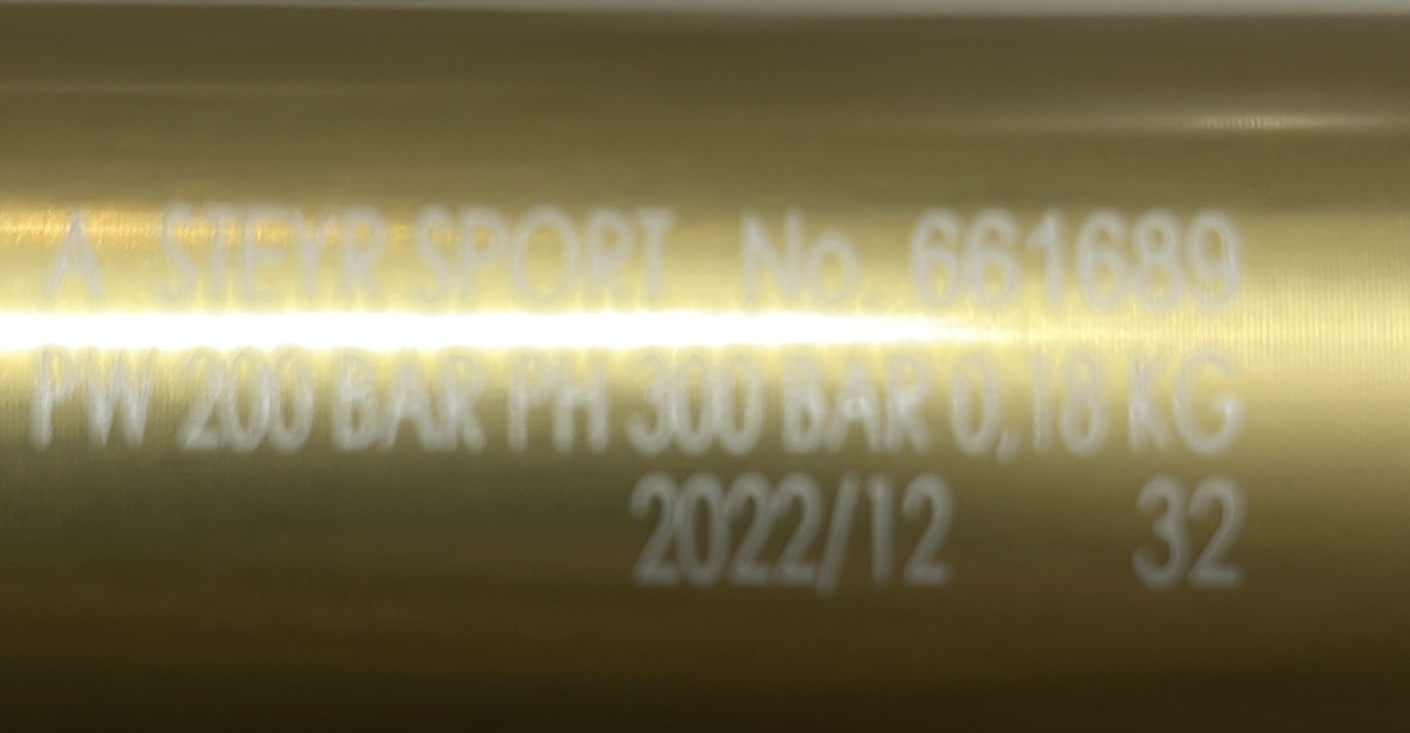 A STEYR SPORT No. 661689
PW 200 BAR PH 300 BAR 0,18 KG
2022/12 32